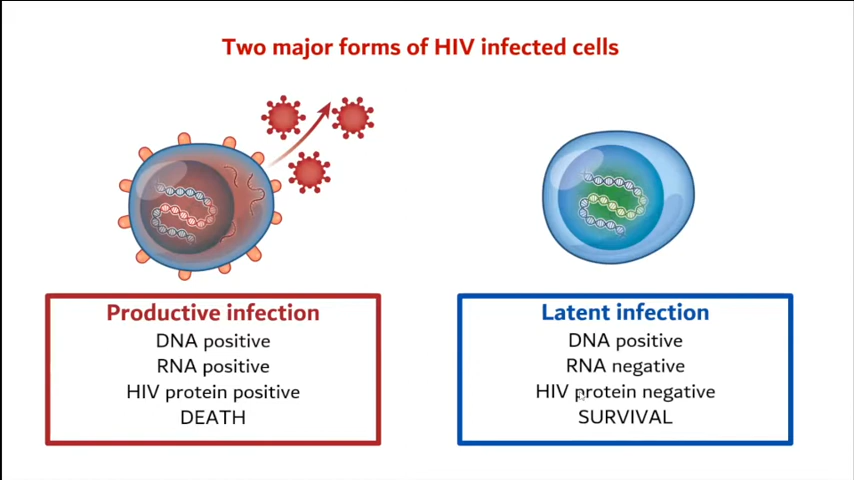 Two major forms of HIV infected cells
Productive infection
DNA positive
RNA positive
HIV protein positive
DEATH
Latent infection
DNA positive
RNA negative
HIV protein negative
SURVIVAL